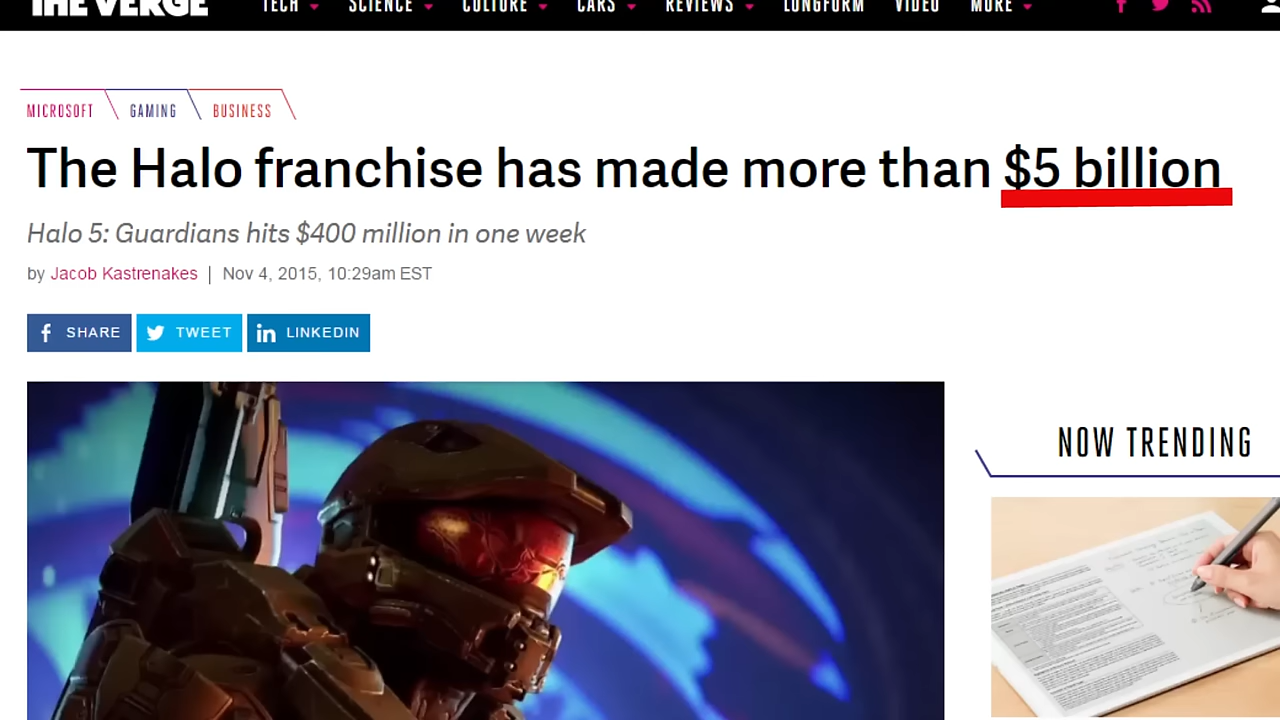 THE VERGE TECH SCIENCE CULTURE CARS REVIEWS LONGFORM VIDEO MORE
MICROSOFT GAMING BUSINESS
The Halo franchise has made more than $5 billion
Halo 5: Guardians hits $400 million in one week
by Jacob Kastrenakes | Nov 4, 2015, 10:29am EST
SHARE TWEET LINKEDIN
NOW TRENDING